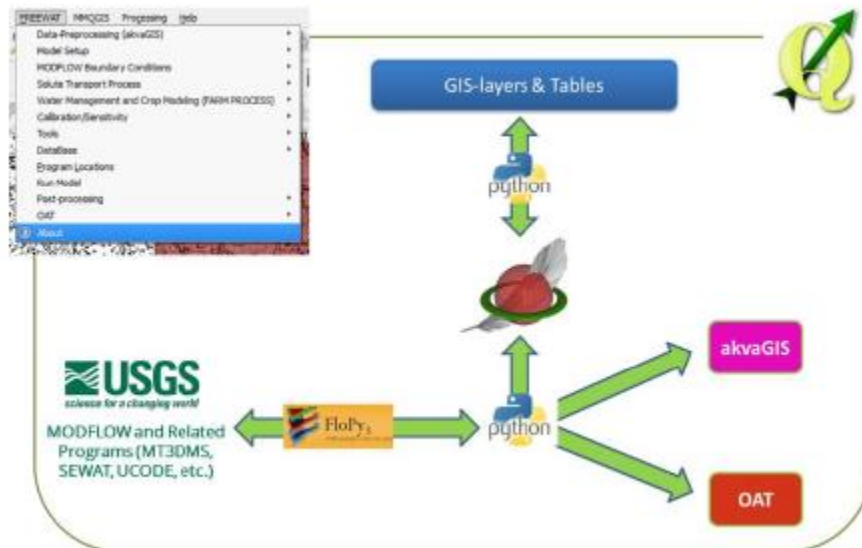 FREEWAT MMQGIS Processing Help
Data-Preprocessing (akvaGIS)
Model Setup
MODFLOW Boundary Conditions
Solute Transport Process
Water Management and Crop Modeling (FARM PROCESS)
Calibration/Sensitivity
Tools
DataBase
Program Locations
Run Model
Post-processing
OAT
About
GIS-layers & Tables
python
akvaGIS
USGS
science for a changing world
FloPy3
python
MODFLOW and Related
Programs (MT3DMS,
SEWAT, UCODE, etc.)
OAT